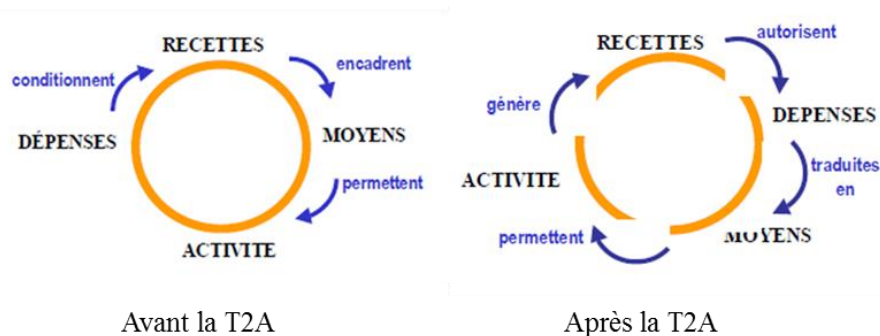 RECETTES
conditionnent
encadrent
DÉPENSES
MOYENS
permettent
ACTIVITE
Avant la T2A
RECETTES
autorisent
génère
DEPENSES
ACTIVITE
traduites
en
permettent
MOYENS
Après la T2A